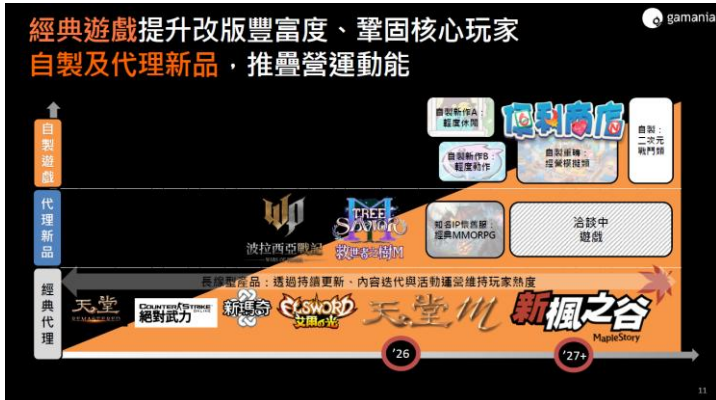 經典遊戲提升改版豐富度、鞏固核心玩家
gamania
自製及代理新品，推疊營運動能
自製遊戲
自製新作A：
輕度休閒
便利商店
自製：
二次元
戰鬥類
自製新作B：
輕度動作
自製重磅：
經營模擬類
代理新品
WP
波拉西亞戰記
TREE
SAVIOR
M
救世者之樹M
知名IP懷舊服：
經典MMORPG
洽談中
遊戲
經典代理
長線型產品：透過持續更新、內容迭代與活動運營維持玩家熱度
天堂
REMASTERED
COUNTER STRIKE
ONLINE
絕對武力
新瑪奇
ELSWORD
艾爾之光
天堂M
新楓之谷
MapleStory
'26
'27+
11